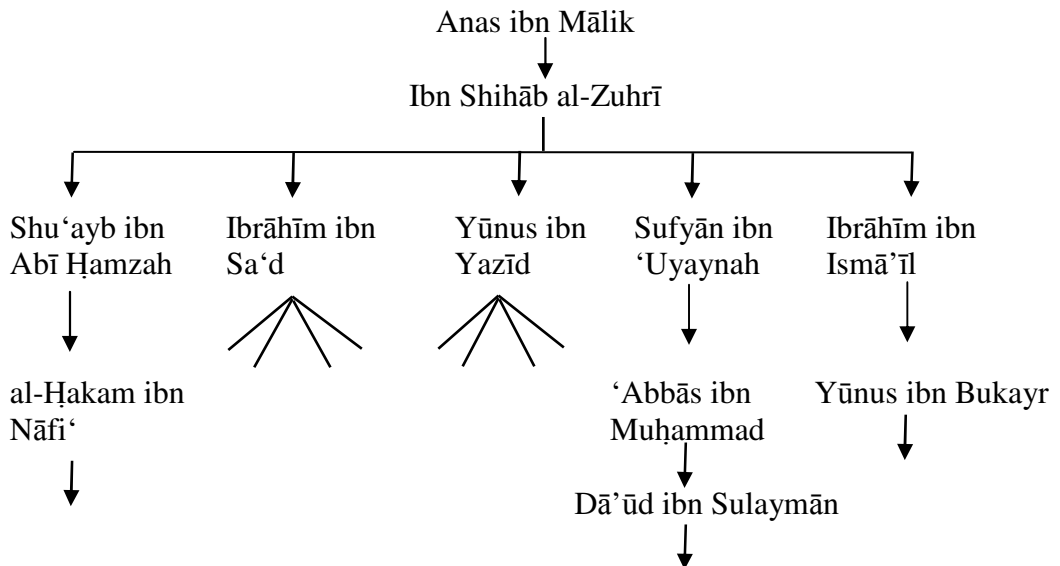 Anas ibn Mālik
Ibn Shihāb al-Zuhrī
Shu‘ayb ibn
Abī Ḥamzah
Ibrāhīm ibn
Sa‘d
Yūnus ibn
Yazīd
Sufyān ibn
‘Uyaynah
Ibrāhīm ibn
Ismā’īl
al-Ḥakam ibn
Nāfi‘
‘Abbās ibn
Muḥammad
Yūnus ibn Bukayr
Dā’ūd ibn Sulaymān